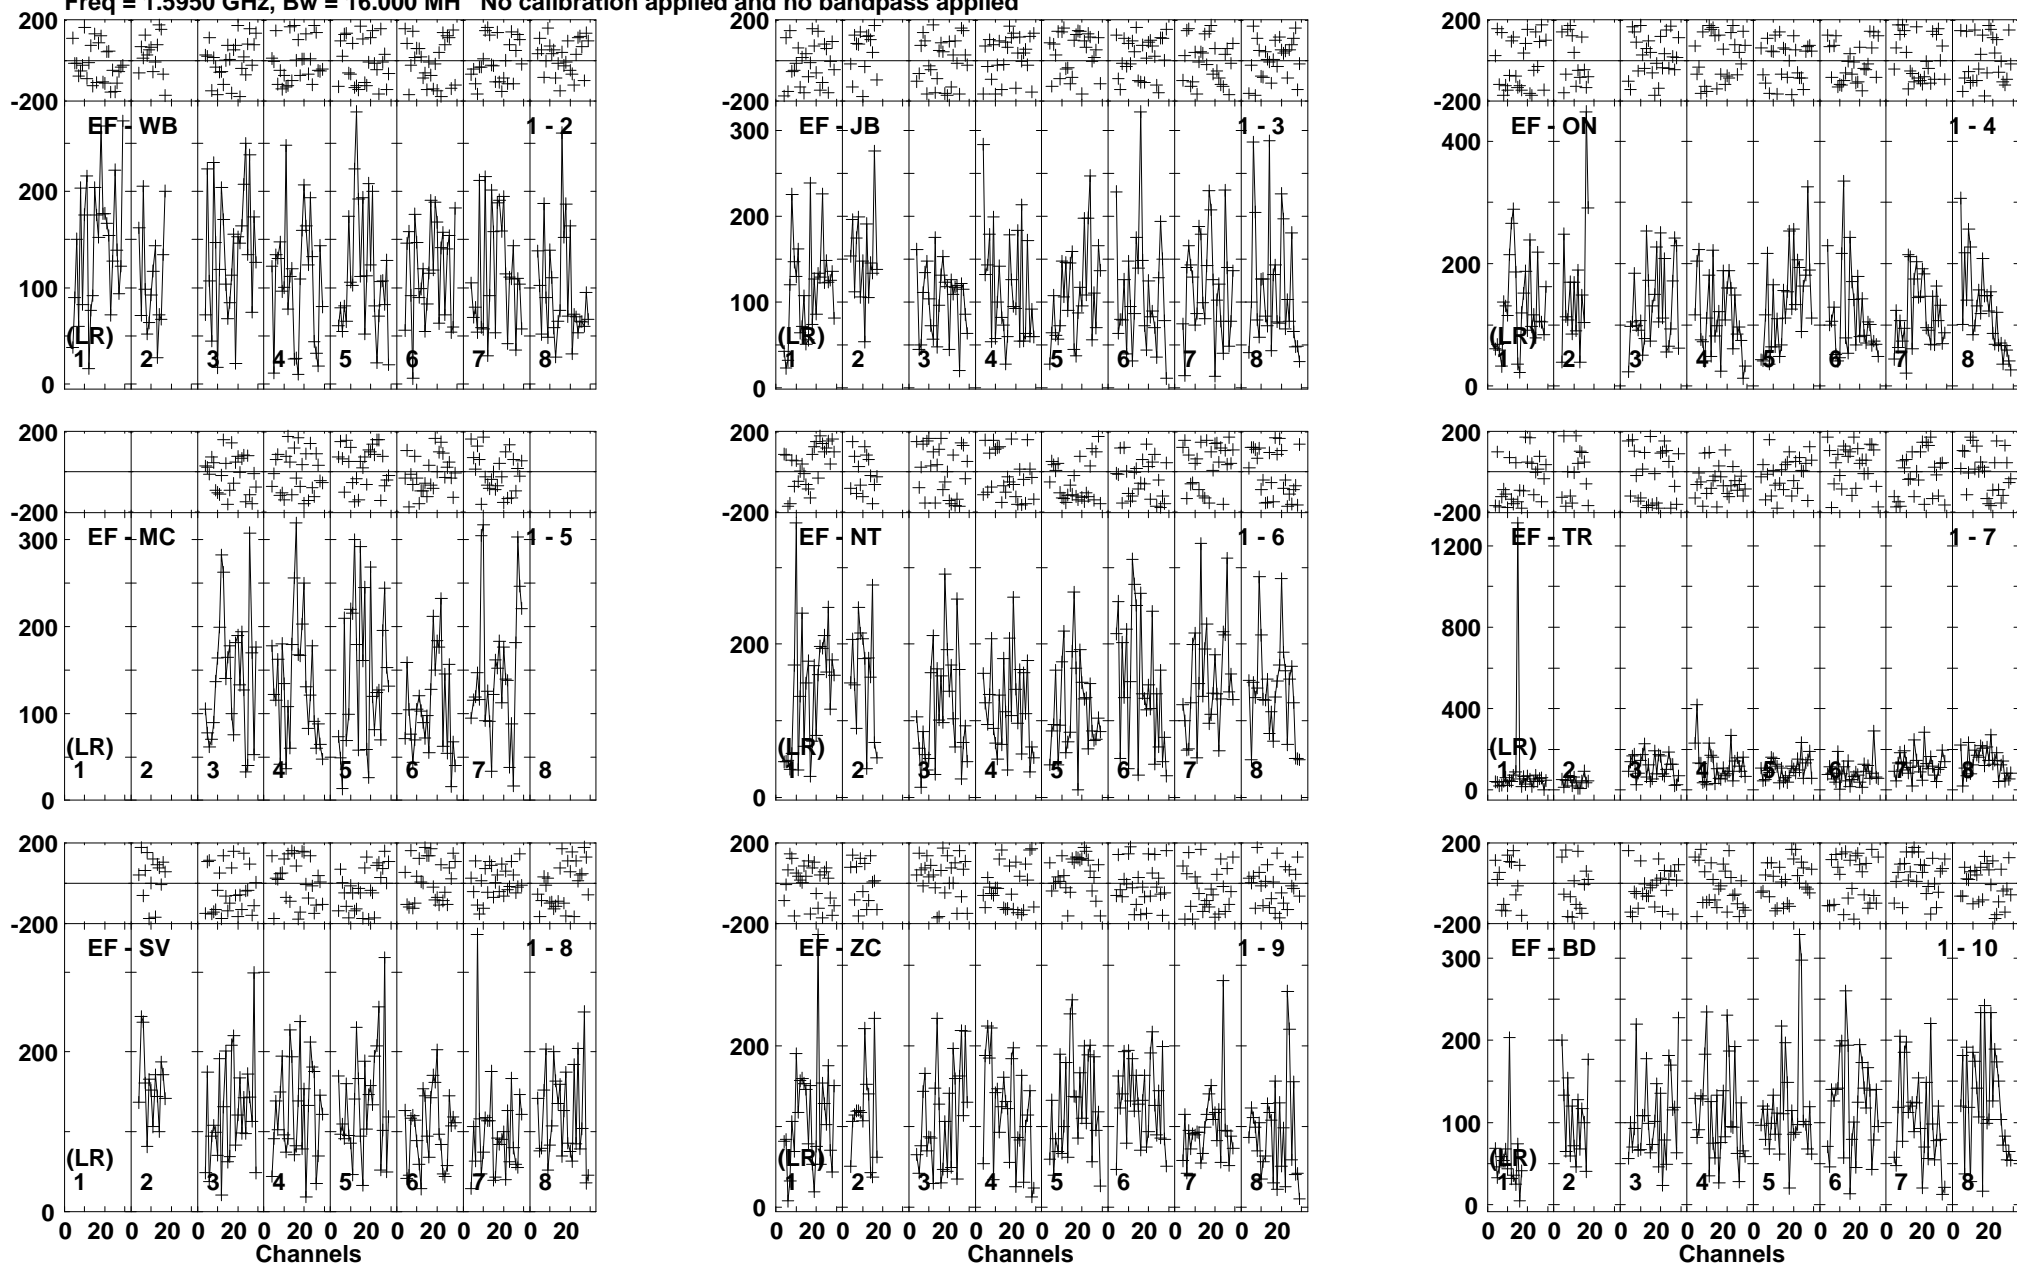 Freq = 1.5950 GHz, Bw = 16.000 MH No calibration applied and no bandpass applied
200 200 200
-200 -200 -200
EF - WB 1 - 2 EF - JB 1 - 3 EF - ON 1 - 4
300 400
200 200 200
100 100
(LR) (LR) (LR)
1 2 3 4 5 6 7 8 1 2 3 4 5 6 7 8 1 2 3 4 5 6 7 8
0 0 0
200 200 200
-200 -200 -200
EF - MC 1 - 5 EF - NT 1 - 6 EF - TR 1 - 7
300 1200
200 200 800
100 400
(LR) (LR) (LR)
1 2 3 4 5 6 7 8 1 2 3 4 5 6 7 8 1 2 3 4 5 6 7 8
0 0 0
200 200 200
-200 -200 -200
EF - SV 1 - 8 EF - ZC 1 - 9 EF - BD 1 - 10
300
200 200 200
100
(LR) (LR) (LR)
1 2 3 4 5 6 7 8 1 2 3 4 5 6 7 8 1 2 3 4 5 6 7 8
0 0 0
0 20 0 20 0 20 0 20 0 20 0 20 0 20 0 20 0 20 0 20 0 20 0 20 0 20 0 20 0 20 0 20 0 20 0 20 0 20 0 20 0 20 0 20 0 20 0 20
Channels Channels Channels